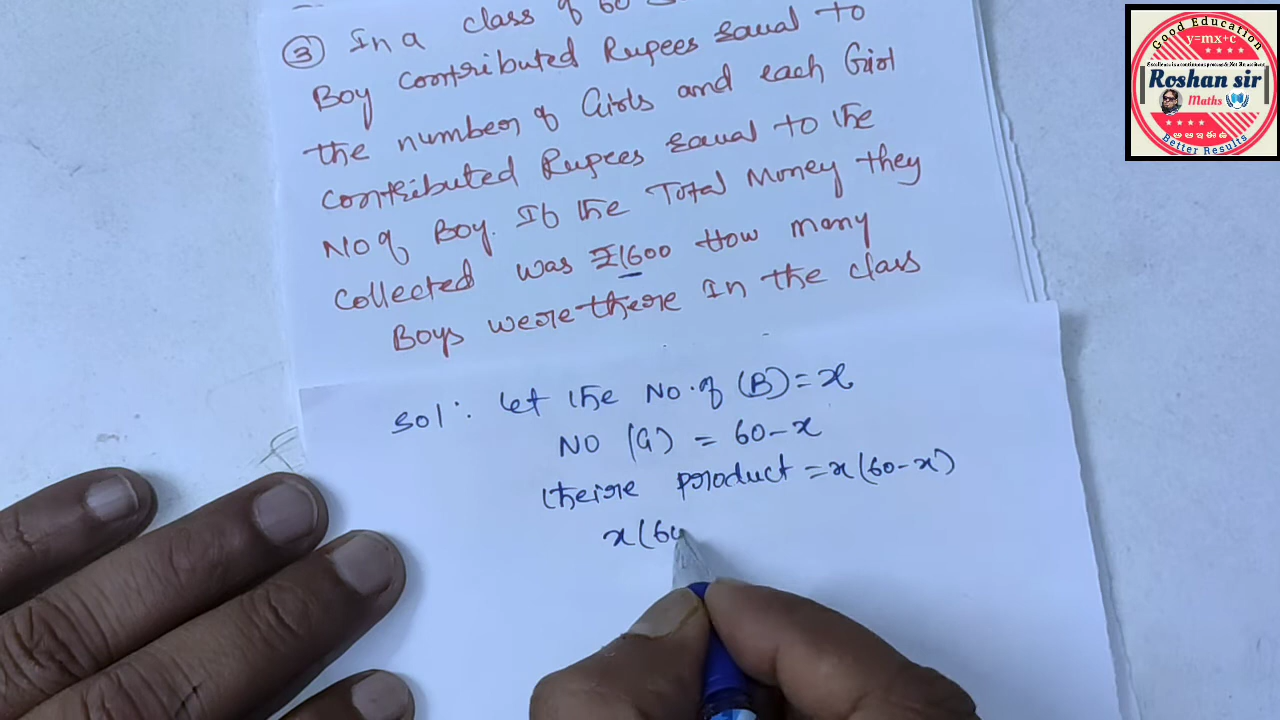 ③ In a class of 60
Boy contributed Rupees Equal to
the number of Girls and each Girl
contributed Rupees Equal to the
No of Boy. If the Total Money they
collected was ₹1600 How many
Boys were there In the class
Sol: Let the No. of (B) = x
NO (G) = 60 - x
theire product = x(60 - x)
x(60
Good Education
y=mx+c
Roshan sir
Maths
Better Results